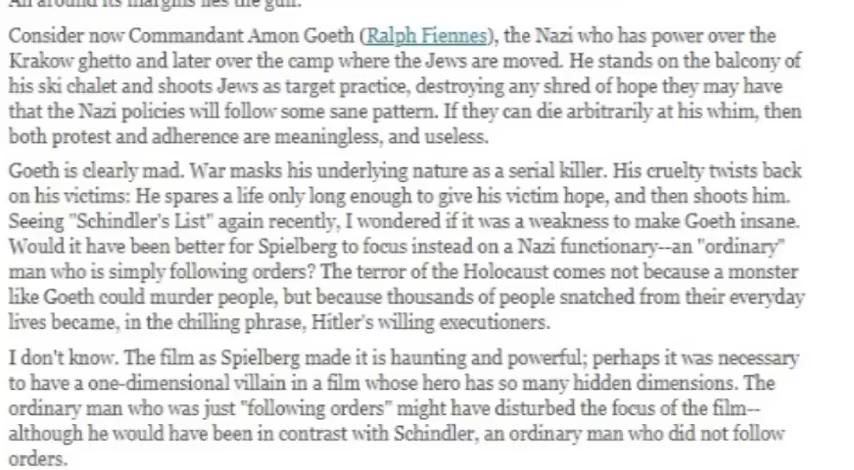 All around its margins lies the guilt.
Consider now Commandant Amon Goeth (Ralph Fiennes), the Nazi who has power over the
Krakow ghetto and later over the camp where the Jews are moved. He stands on the balcony of
his ski chalet and shoots Jews as target practice, destroying any shred of hope they may have
that the Nazi policies will follow some sane pattern. If they can die arbitrarily at his whim, then
both protest and adherence are meaningless, and useless.
Goeth is clearly mad. War masks his underlying nature as a serial killer. His cruelty twists back
on his victims: He spares a life only long enough to give his victim hope, and then shoots him.
Seeing "Schindler's List" again recently, I wondered if it was a weakness to make Goeth insane.
Would it have been better for Spielberg to focus instead on a Nazi functionary--an "ordinary"
man who is simply following orders? The terror of the Holocaust comes not because a monster
like Goeth could murder people, but because thousands of people snatched from their everyday
lives became, in the chilling phrase, Hitler's willing executioners.
I don't know. The film as Spielberg made it is haunting and powerful; perhaps it was necessary
to have a one-dimensional villain in a film whose hero has so many hidden dimensions. The
ordinary man who was just "following orders" might have disturbed the focus of the film--
although he would have been in contrast with Schindler, an ordinary man who did not follow
orders.